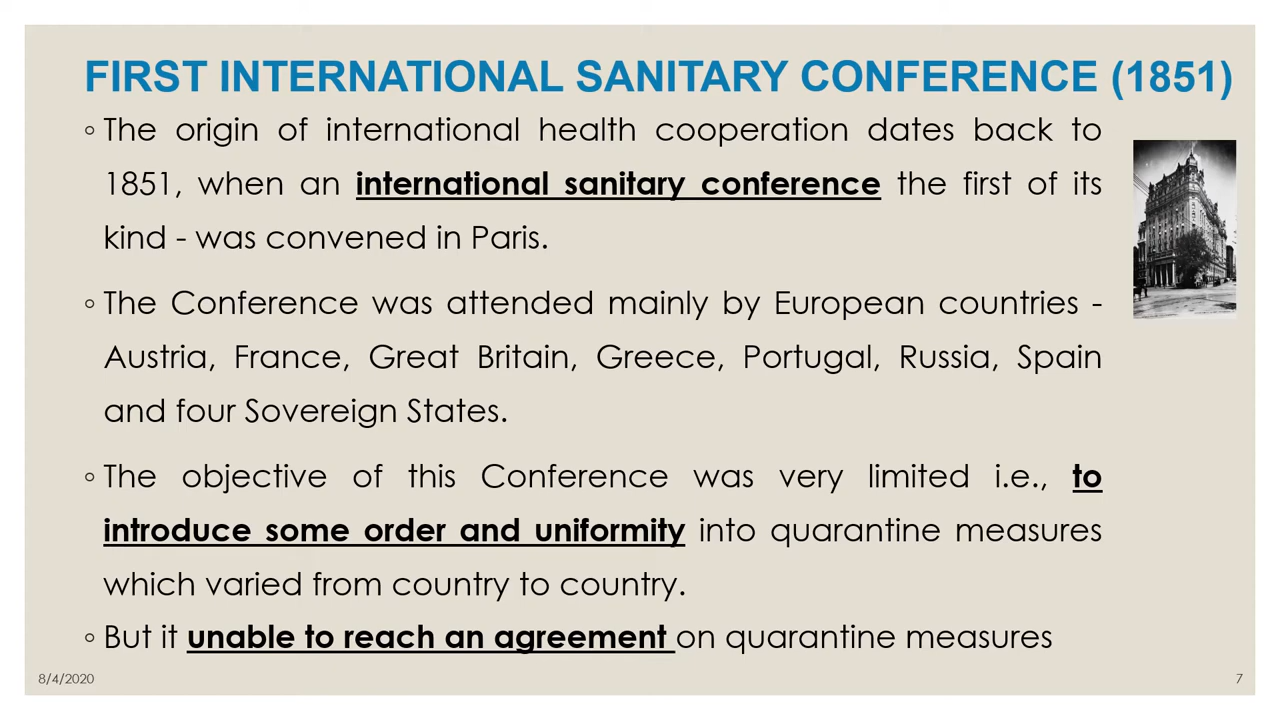 FIRST INTERNATIONAL SANITARY CONFERENCE (1851)
◦ The origin of international health cooperation dates back to
1851, when an international sanitary conference the first of its
kind - was convened in Paris.
◦ The Conference was attended mainly by European countries -
Austria, France, Great Britain, Greece, Portugal, Russia, Spain
and four Sovereign States.
◦ The objective of this Conference was very limited i.e., to
introduce some order and uniformity into quarantine measures
which varied from country to country.
◦ But it unable to reach an agreement on quarantine measures
8/4/2020
7